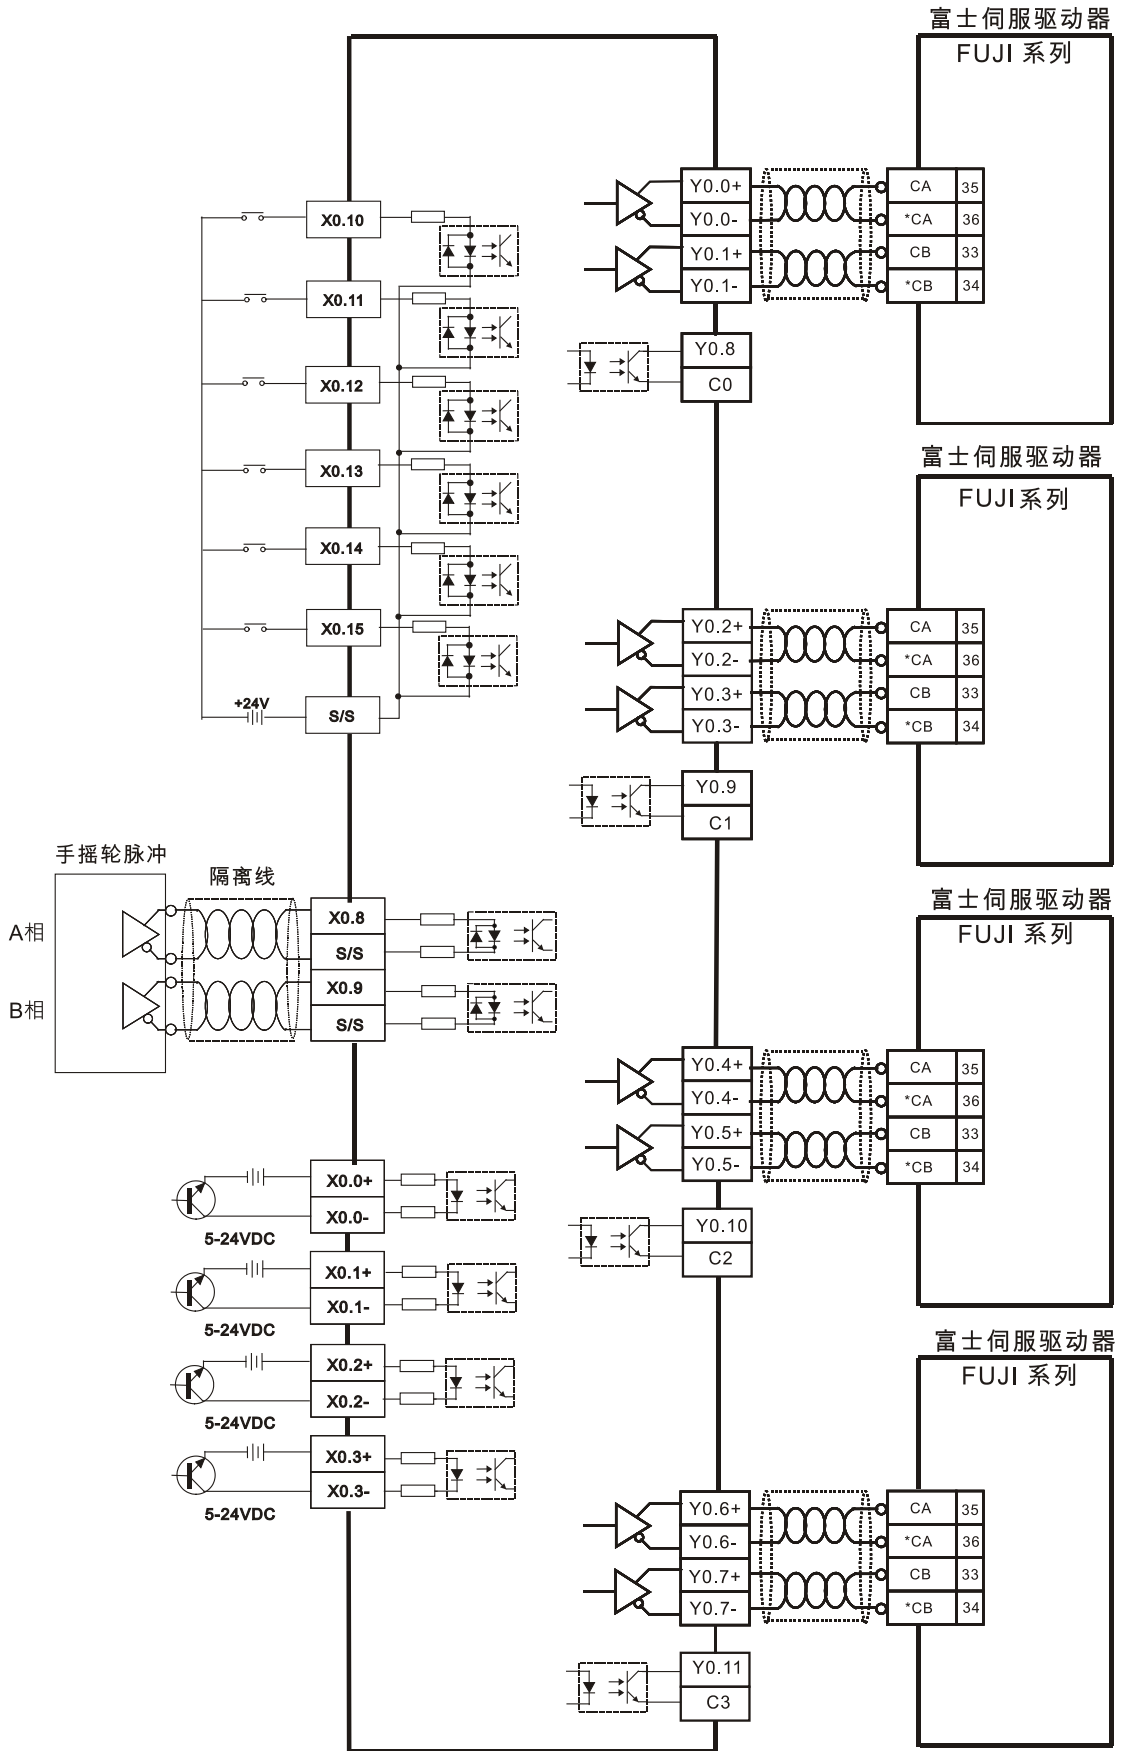 富士伺服驱动器
FUJI 系列
Y0.0+
CA 35
Y0.0-
*CA 36
Y0.1+
CB 33
Y0.1-
*CB 34
Y0.8
C0
X0.10
X0.11
X0.12
X0.13
X0.14
X0.15
+24V
S/S
富士伺服驱动器
FUJI系列
Y0.2+
CA 35
Y0.2-
*CA 36
Y0.3+
CB 33
Y0.3-
*CB 34
Y0.9
C1
手摇轮脉冲
隔离线
A相
B相
X0.8
S/S
X0.9
S/S
富士伺服驱动器
FUJI 系列
Y0.4+
CA 35
Y0.4-
*CA 36
Y0.5+
CB 33
Y0.5-
*CB 34
Y0.10
C2
X0.0+
X0.0-
5-24VDC
X0.1+
X0.1-
5-24VDC
X0.2+
X0.2-
5-24VDC
X0.3+
X0.3-
5-24VDC
富士伺服驱动器
FUJI 系列
Y0.6+
CA 35
Y0.6-
*CA 36
Y0.7+
CB 33
Y0.7-
*CB 34
Y0.11
C3